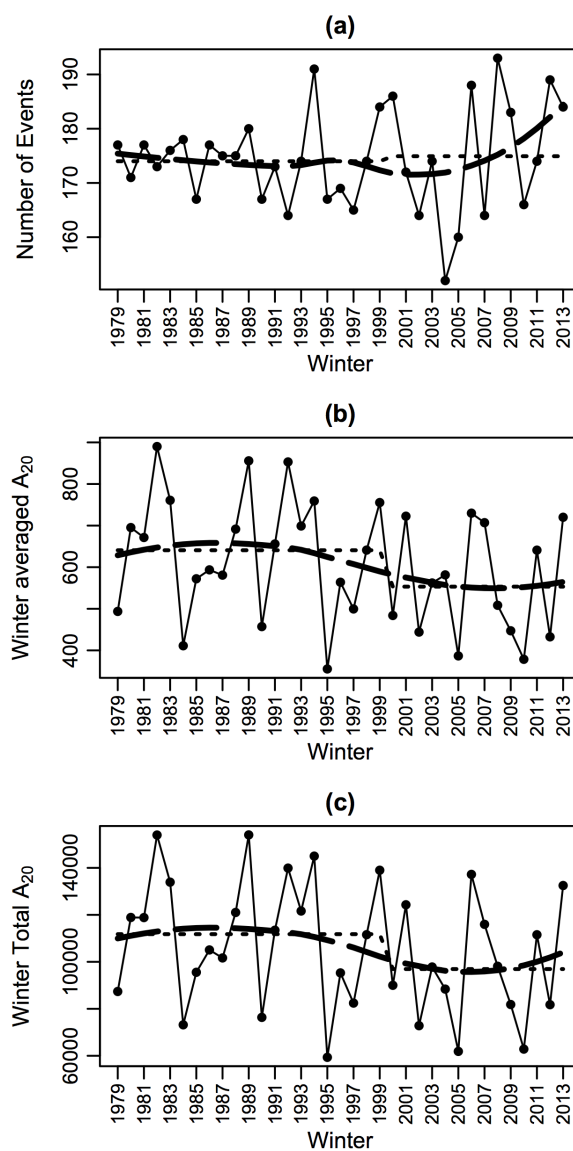 (a)
Number of Events
190
180
170
160
1979 1981 1983 1985 1987 1989 1991 1993 1995 1997 1999 2001 2003 2005 2007 2009 2011 2013
Winter
(b)
Winter averaged A20
800
600
400
1979 1981 1983 1985 1987 1989 1991 1993 1995 1997 1999 2001 2003 2005 2007 2009 2011 2013
Winter
(c)
Winter Total A20
140000
100000
60000
1979 1981 1983 1985 1987 1989 1991 1993 1995 1997 1999 2001 2003 2005 2007 2009 2011 2013
Winter